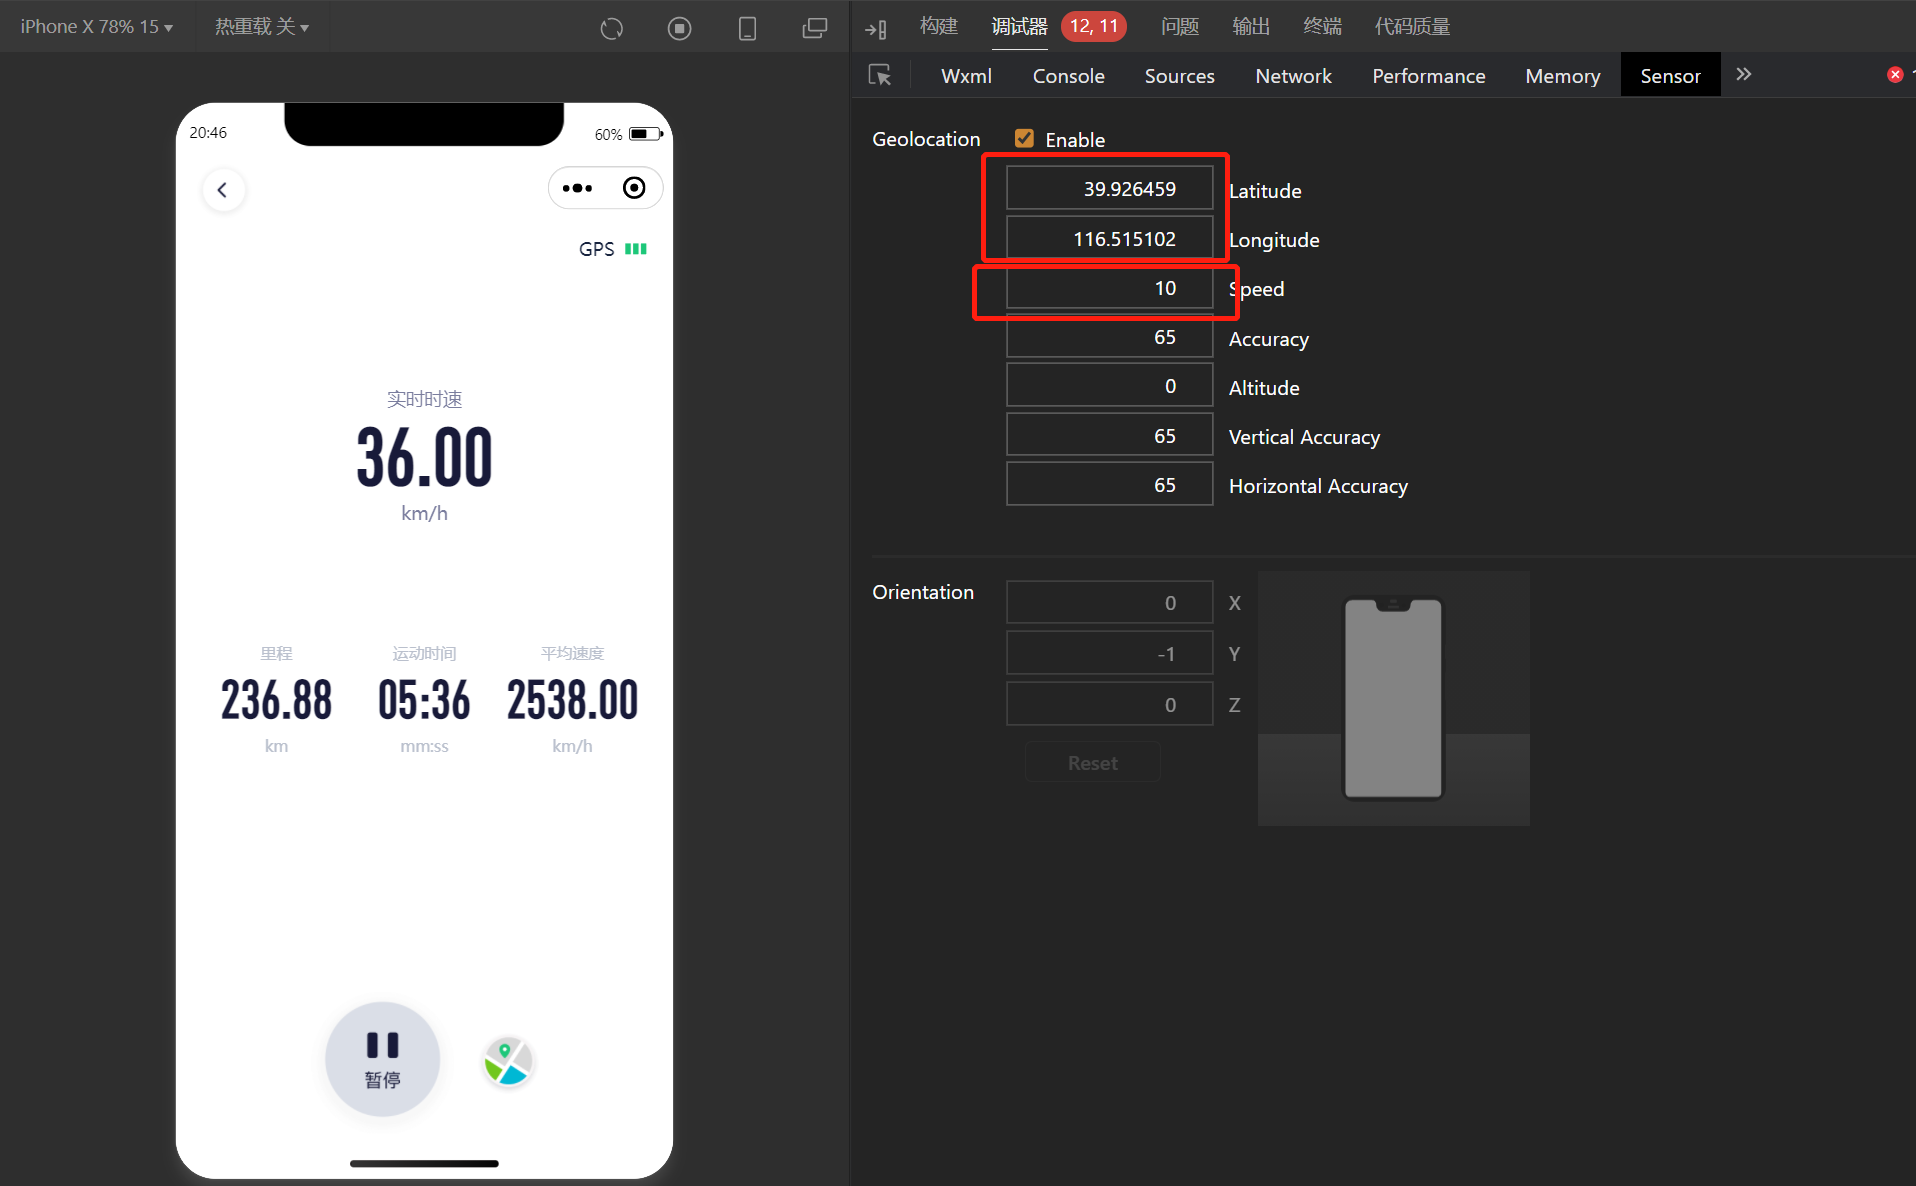 iPhone X 78% 15
热重载 关
构建 调试器 12, 11 问题 输出 终端 代码质量
Wxml Console Sources Network Performance Memory Sensor
20:46
60%
GPS
实时时速
36.00
km/h
里程 运动时间 平均速度
236.88 05:36 2538.00
km mm:ss km/h
暂停
Geolocation Enable
39.926459 Latitude
116.515102 Longitude
10 Speed
65 Accuracy
0 Altitude
65 Vertical Accuracy
65 Horizontal Accuracy
Orientation
0 X
-1 Y
0 Z
Reset